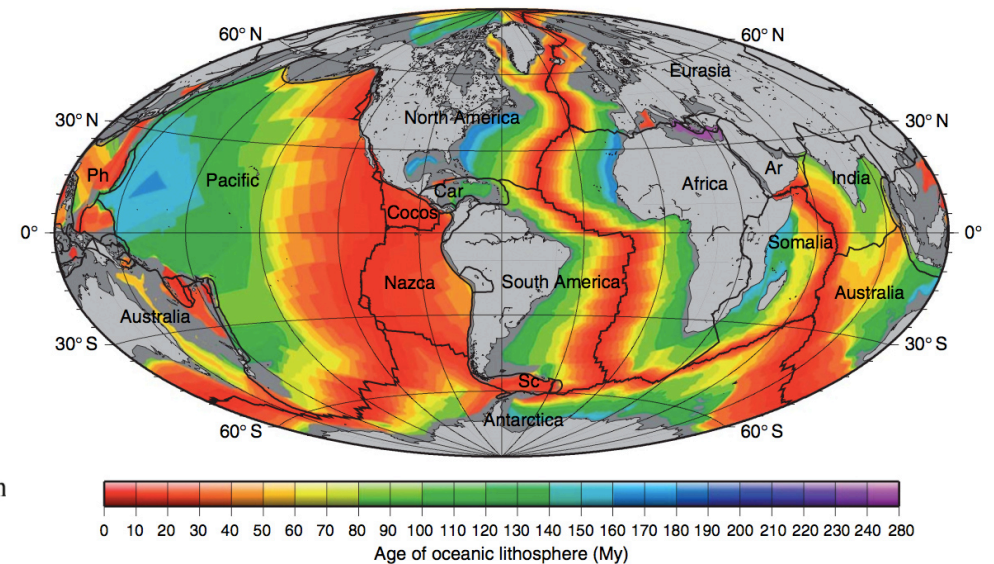 60° N
60° N
Eurasia
30° N
North America
30° N
Ph
Pacific
Car
Africa
Ar
India
Cocos
0°
Somalia
0°
Nazca
South America
Australia
Australia
30° S
30° S
Sc
Antarctica
60° S
60° S
0 10 20 30 40 50 60 70 80 90 100 110 120 130 140 150 160 170 180 190 200 210 220 230 240 280
Age of oceanic lithosphere (My)